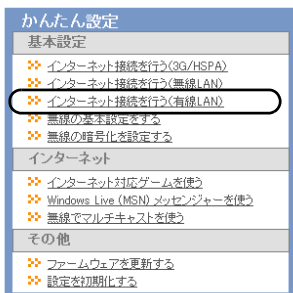 かんたん設定
基本設定
インターネット接続を行う(3G/HSPA)
インターネット接続を行う(無線LAN)
インターネット接続を行う(有線LAN)
無線の基本設定をする
無線の暗号化を設定する
インターネット
インターネット対応ゲームを使う
Windows Live (MSN) メッセンジャーを使う
無線でマルチキャストを使う
その他
ファームウェアを更新する
設定を初期化する